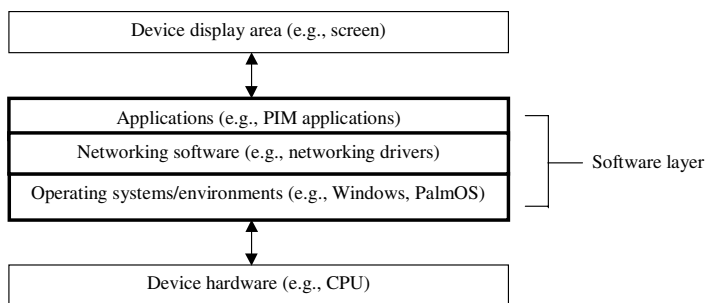 Device display area (e.g., screen)
Applications (e.g., PIM applications)
Networking software (e.g., networking drivers)
Operating systems/environments (e.g., Windows, PalmOS)
Software layer
Device hardware (e.g., CPU)